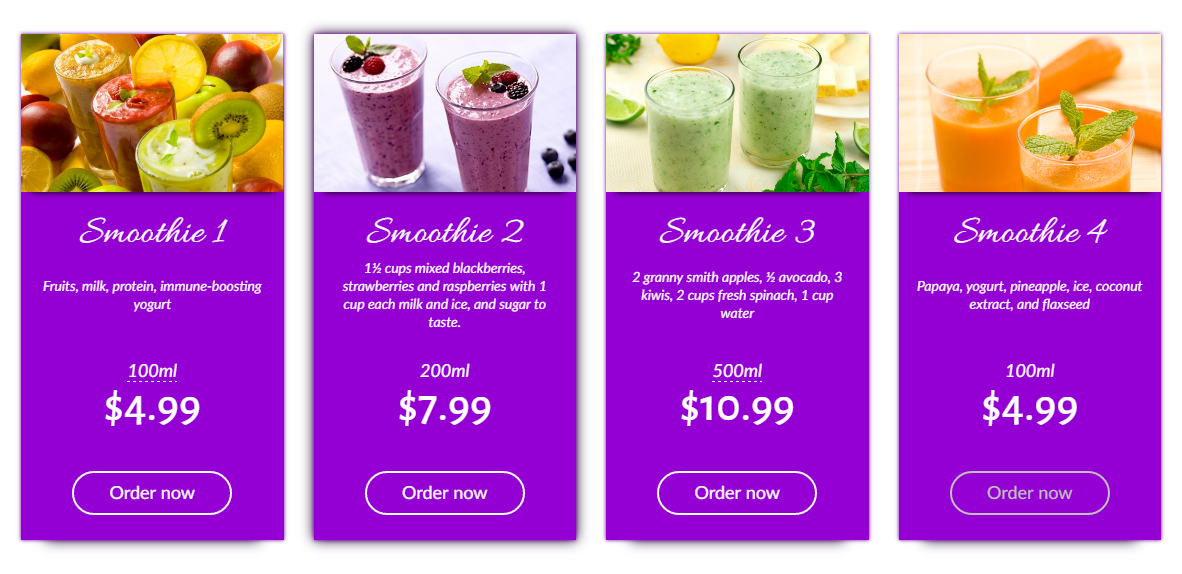 Smoothie 1
Fruits, milk, protein, immune-boosting
yogurt
100ml
$4.99
Order now
Smoothie 2
1½ cups mixed blackberries,
strawberries and raspberries with 1
cup each milk and ice, and sugar to
taste.
200ml
$7.99
Order now
Smoothie 3
2 granny smith apples, ½ avocado, 3
kiwis, 2 cups fresh spinach, 1 cup
water
500ml
$10.99
Order now
Smoothie 4
Papaya, yogurt, pineapple, ice, coconut
extract, and flaxseed
100ml
$4.99
Order now